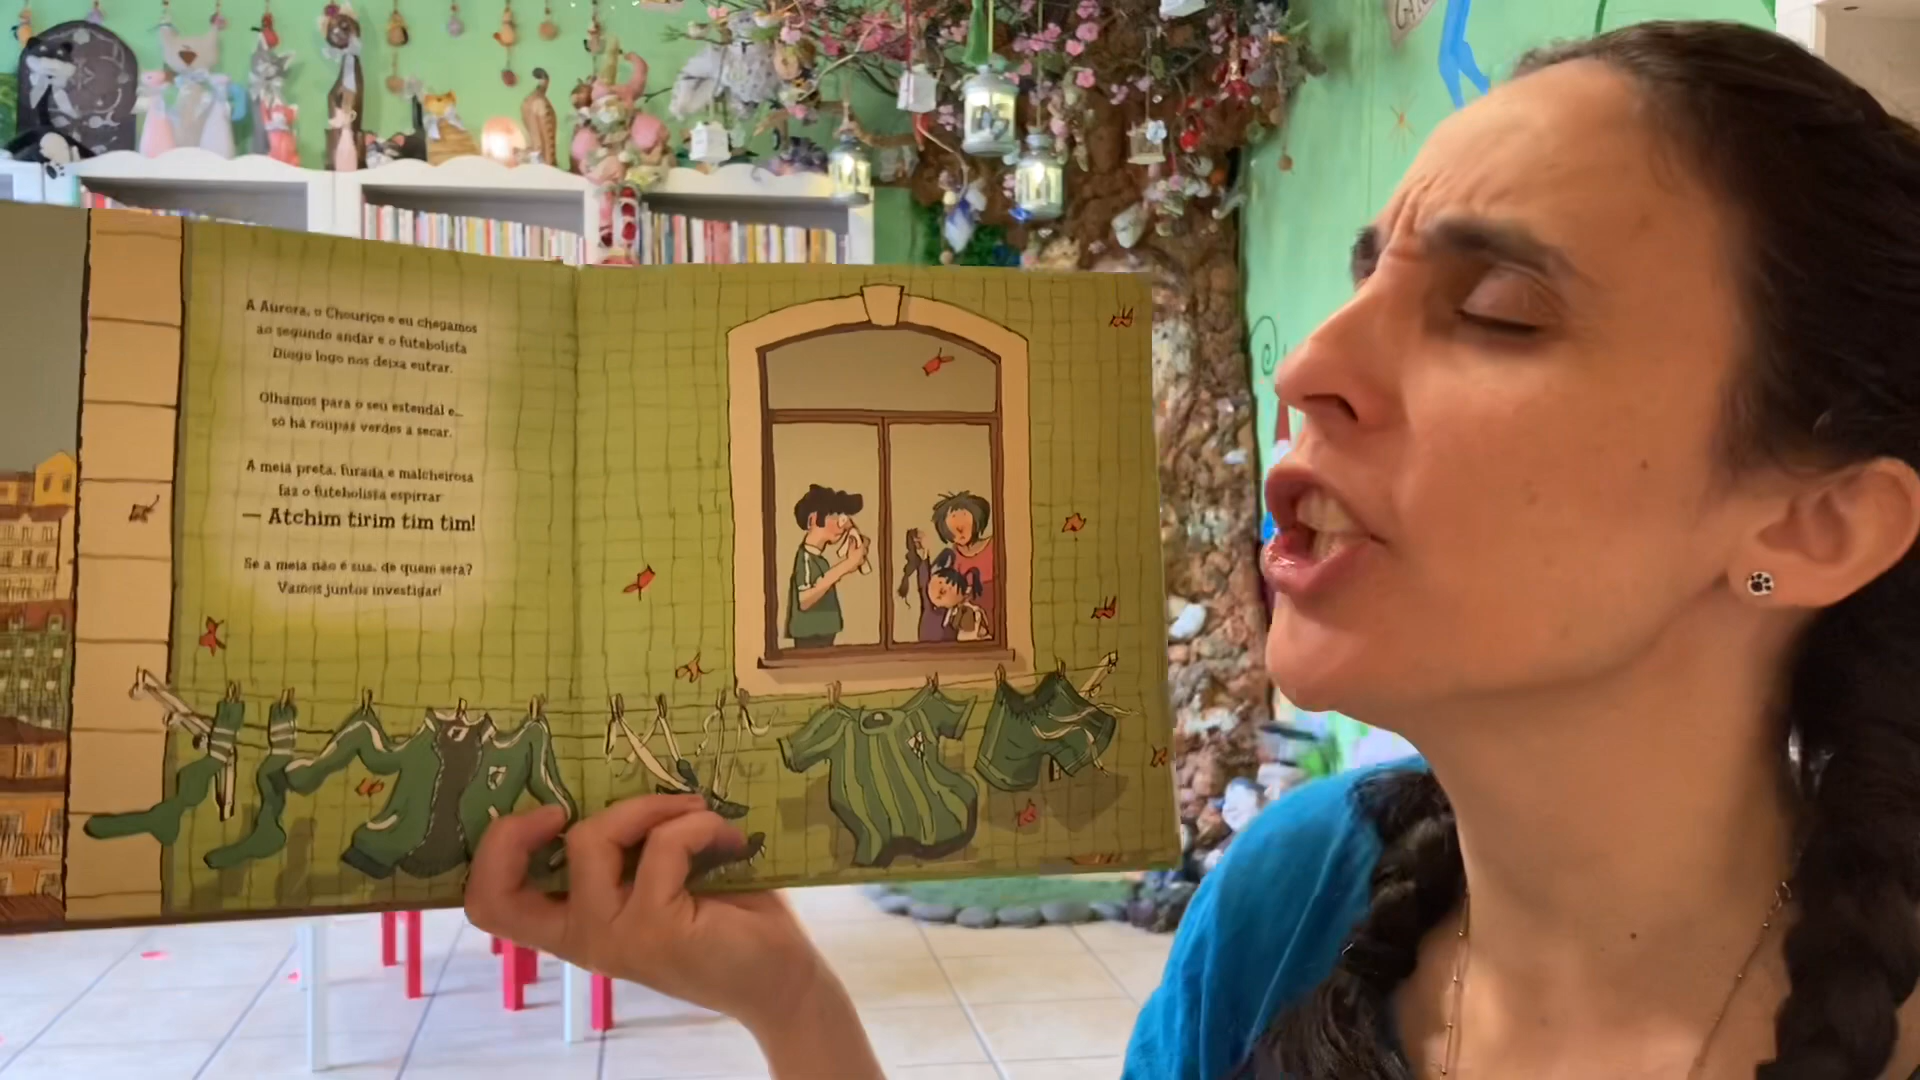 A Aurora, o Chouriço e eu chegamos
ao segundo andar e o futebolista
Diogo logo nos deixa entrar.
Olhamos para o seu estendal e...
só há roupas verdes a secar.
A meia preta, furada e malcheirosa
faz o futebolista espirrar
— Atchim tirim tim tim!
Se a meia não é sua, de quem será?
Vamos juntos investigar!